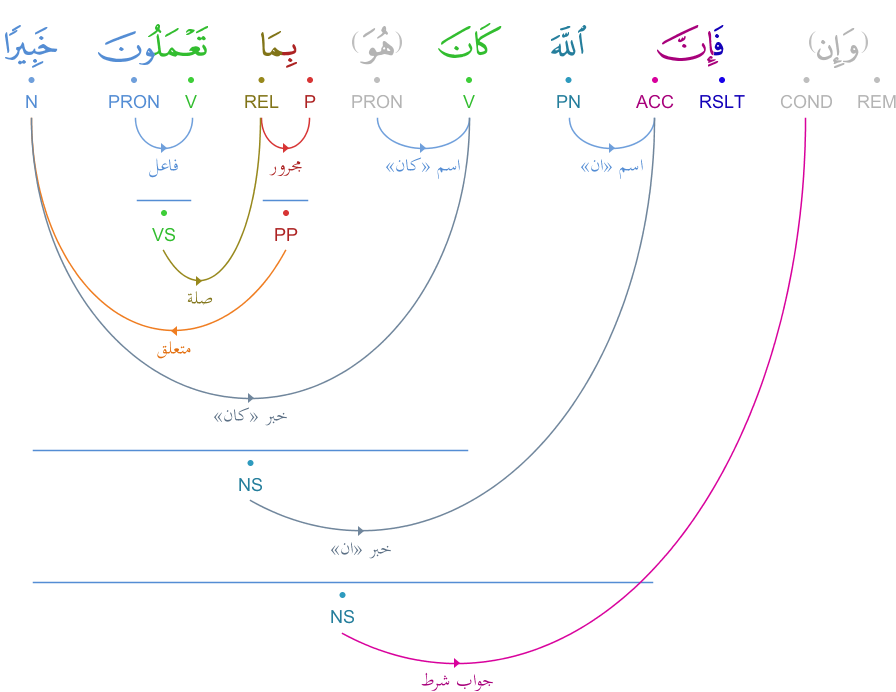 (وَإِن) فَإِنَّ ٱللَّهَ كَانَ (هُوَ) بِمَا تَعْمَلُونَ خَبِيرًا
REM COND RSLT ACC PN V PRON P REL V PRON N
اسم «ان» اسم «كان» مجرور فاعل
PP VS
صلة
متعلق
خبر «كان»
NS
خبر «ان»
NS
جواب شرط